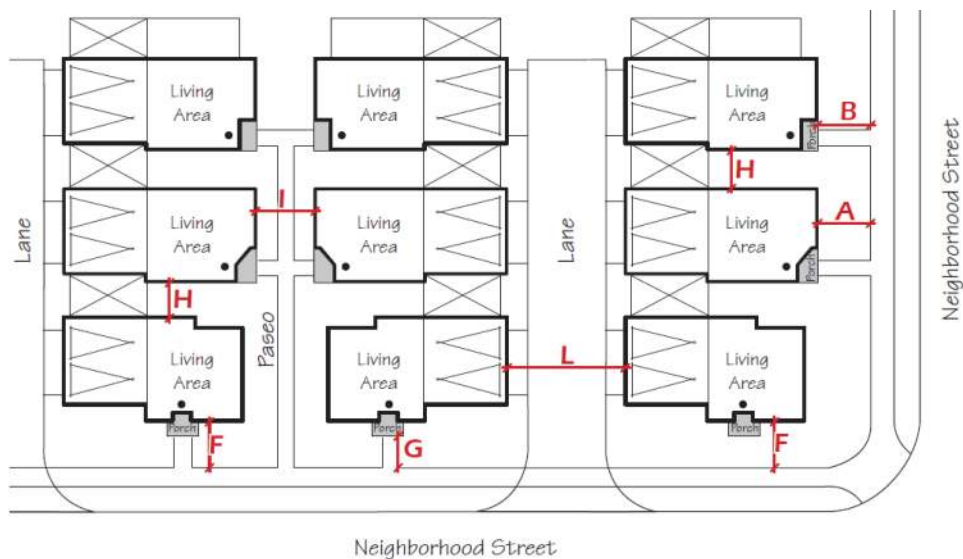 Living
Area
Living
Area
Living
Area
B
Porch
H
Neighborhood Street
Lane
Living
Area
I
Living
Area
Lane
Living
Area
A
Porch
H
Paseo
Living
Area
Living
Area
L
Living
Area
Porch
F
Porch
G
Porch
F
Neighborhood Street